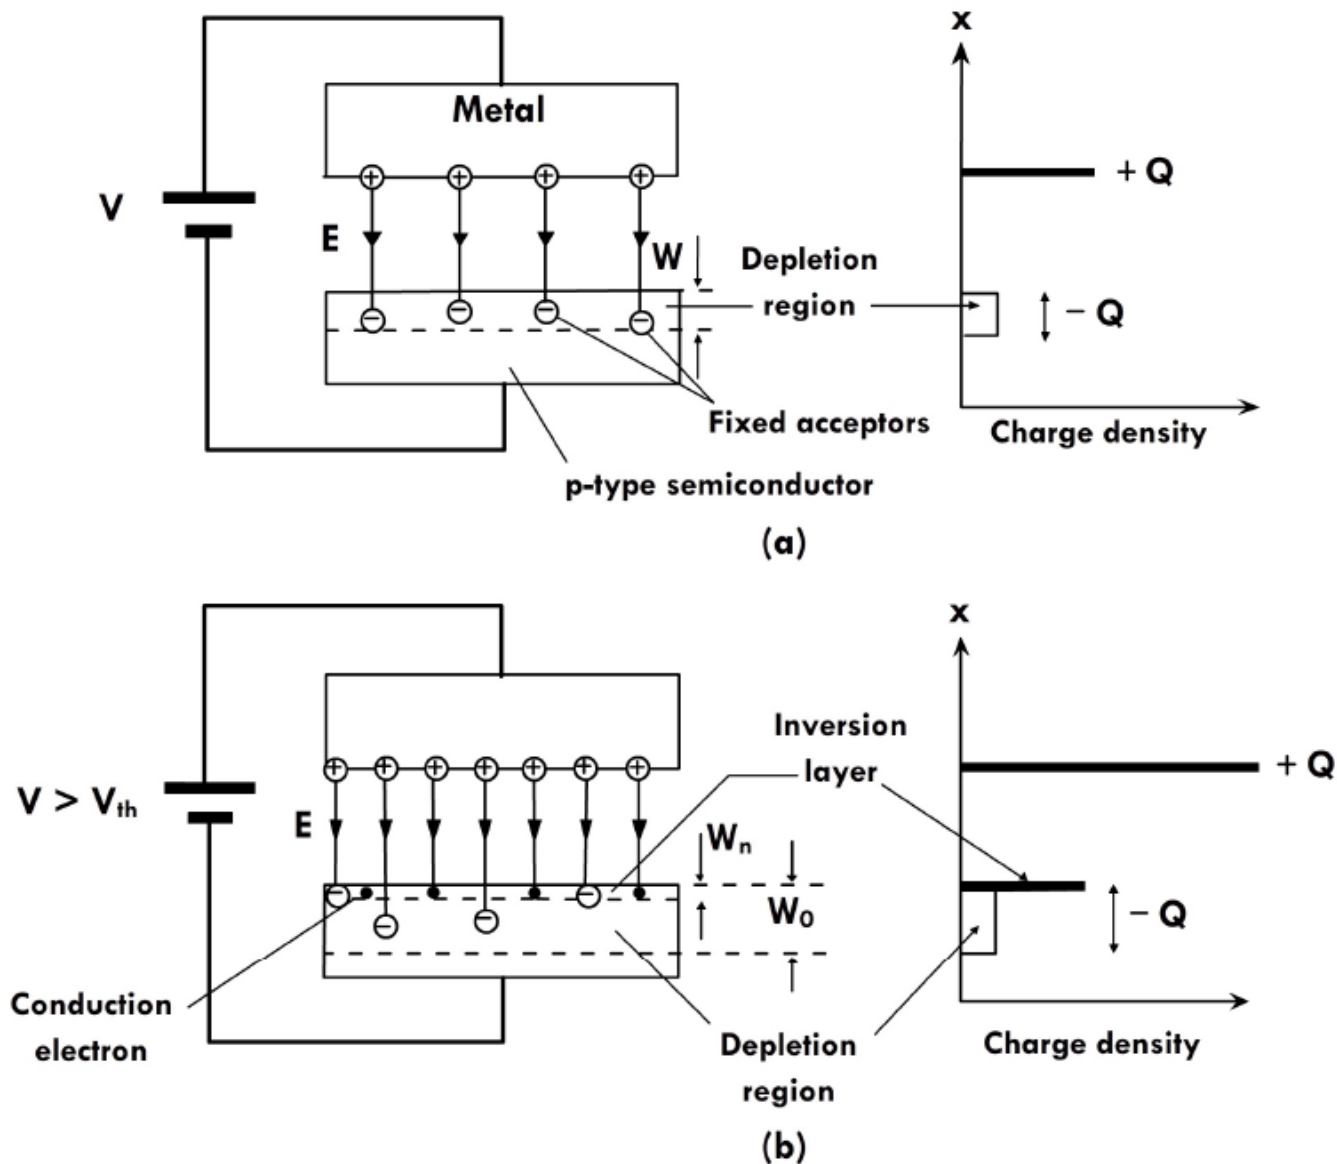 x
Metal
+ Q
V
E
W
Depletion
region
− Q
Fixed acceptors
Charge density
p-type semiconductor
(a)
x
Inversion
layer
+ Q
V > Vth
E
Wn
W0
− Q
Conduction
electron
Depletion
region
Charge density
(b)